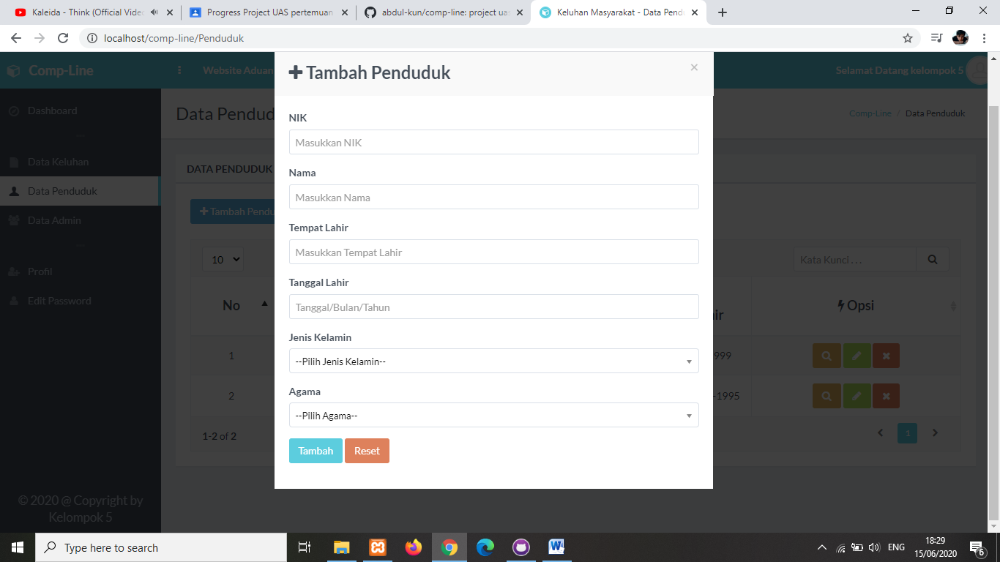 Kaleida - Think (Official Vide
Progress Project UAS pertemuan
abdul-kun/comp-line: project ua
Keluhan Masyarakat - Data Pend
localhost/comp-line/Penduduk
Comp-Line
Website Aduan
Selamat Datang kelompok 5
Dashboard
Data Keluhan
Data Penduduk
Data Admin
Profil
Edit Password
© 2020 @ Copyright by
Kelompok 5
Data Pendud
Comp-Line / Data Penduduk
DATA PENDUDUK
Tambah Pendu
10
Kata Kunci . . .
No
ir
Opsi
1
999
2
-1995
1-2 of 2
1
Tambah Penduduk
×
NIK
Masukkan NIK
Nama
Masukkan Nama
Tempat Lahir
Masukkan Tempat Lahir
Tanggal Lahir
Tanggal/Bulan/Tahun
Jenis Kelamin
--Pilih Jenis Kelamin--
Agama
--Pilih Agama--
Tambah
Reset
Type here to search
ENG
18:29
15/06/2020
6